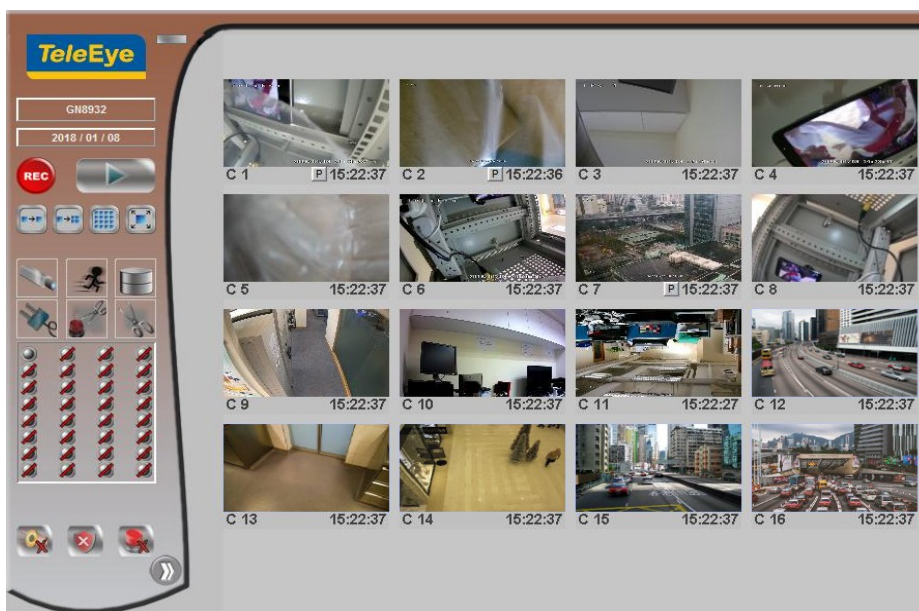 TeleEye
GN8932
2018 / 01 / 08
REC
C 1 P 15:22:37
C 2 P 15:22:36
C 3 15:22:37
C 4 15:22:37
C 5 15:22:37
C 6 15:22:37
C 7 P 15:22:37
C 8 15:22:37
C 9 15:22:37
C 10 15:22:37
C 11 15:22:27
C 12 15:22:37
C 13 15:22:37
C 14 15:22:37
C 15 15:22:37
C 16 15:22:37